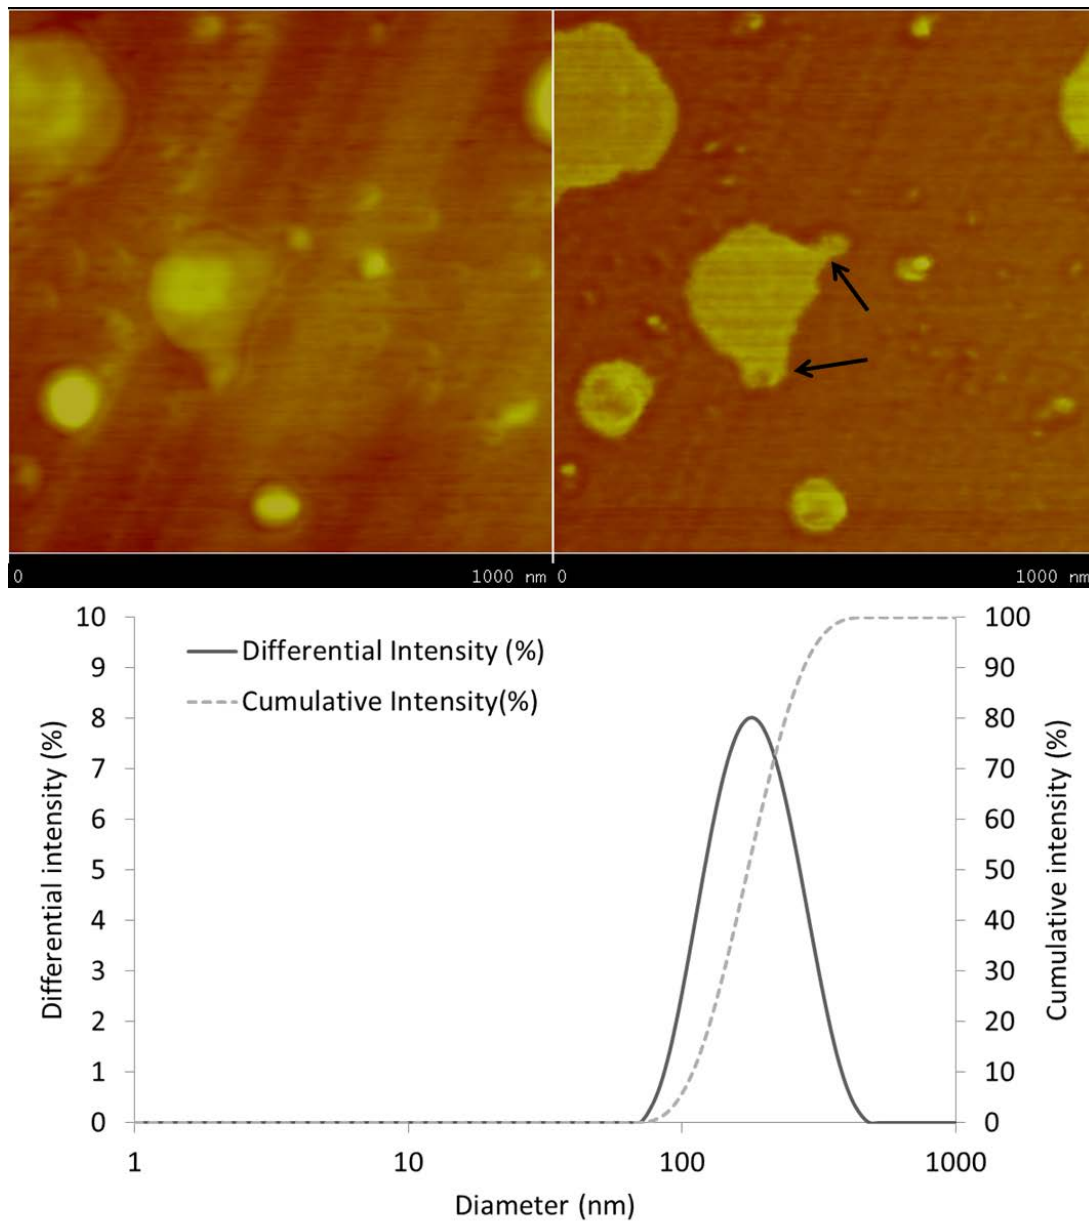 0 1000 nm 0 1000 nm
10 100
Differential Intensity (%)
Cumulative Intensity(%)
9 90
8 80
7 70
6 60
5 50
4 40
3 30
2 20
1 10
0 0
Differential intensity (%)
Cumulative intensity (%)
1 10 100 1000
Diameter (nm)